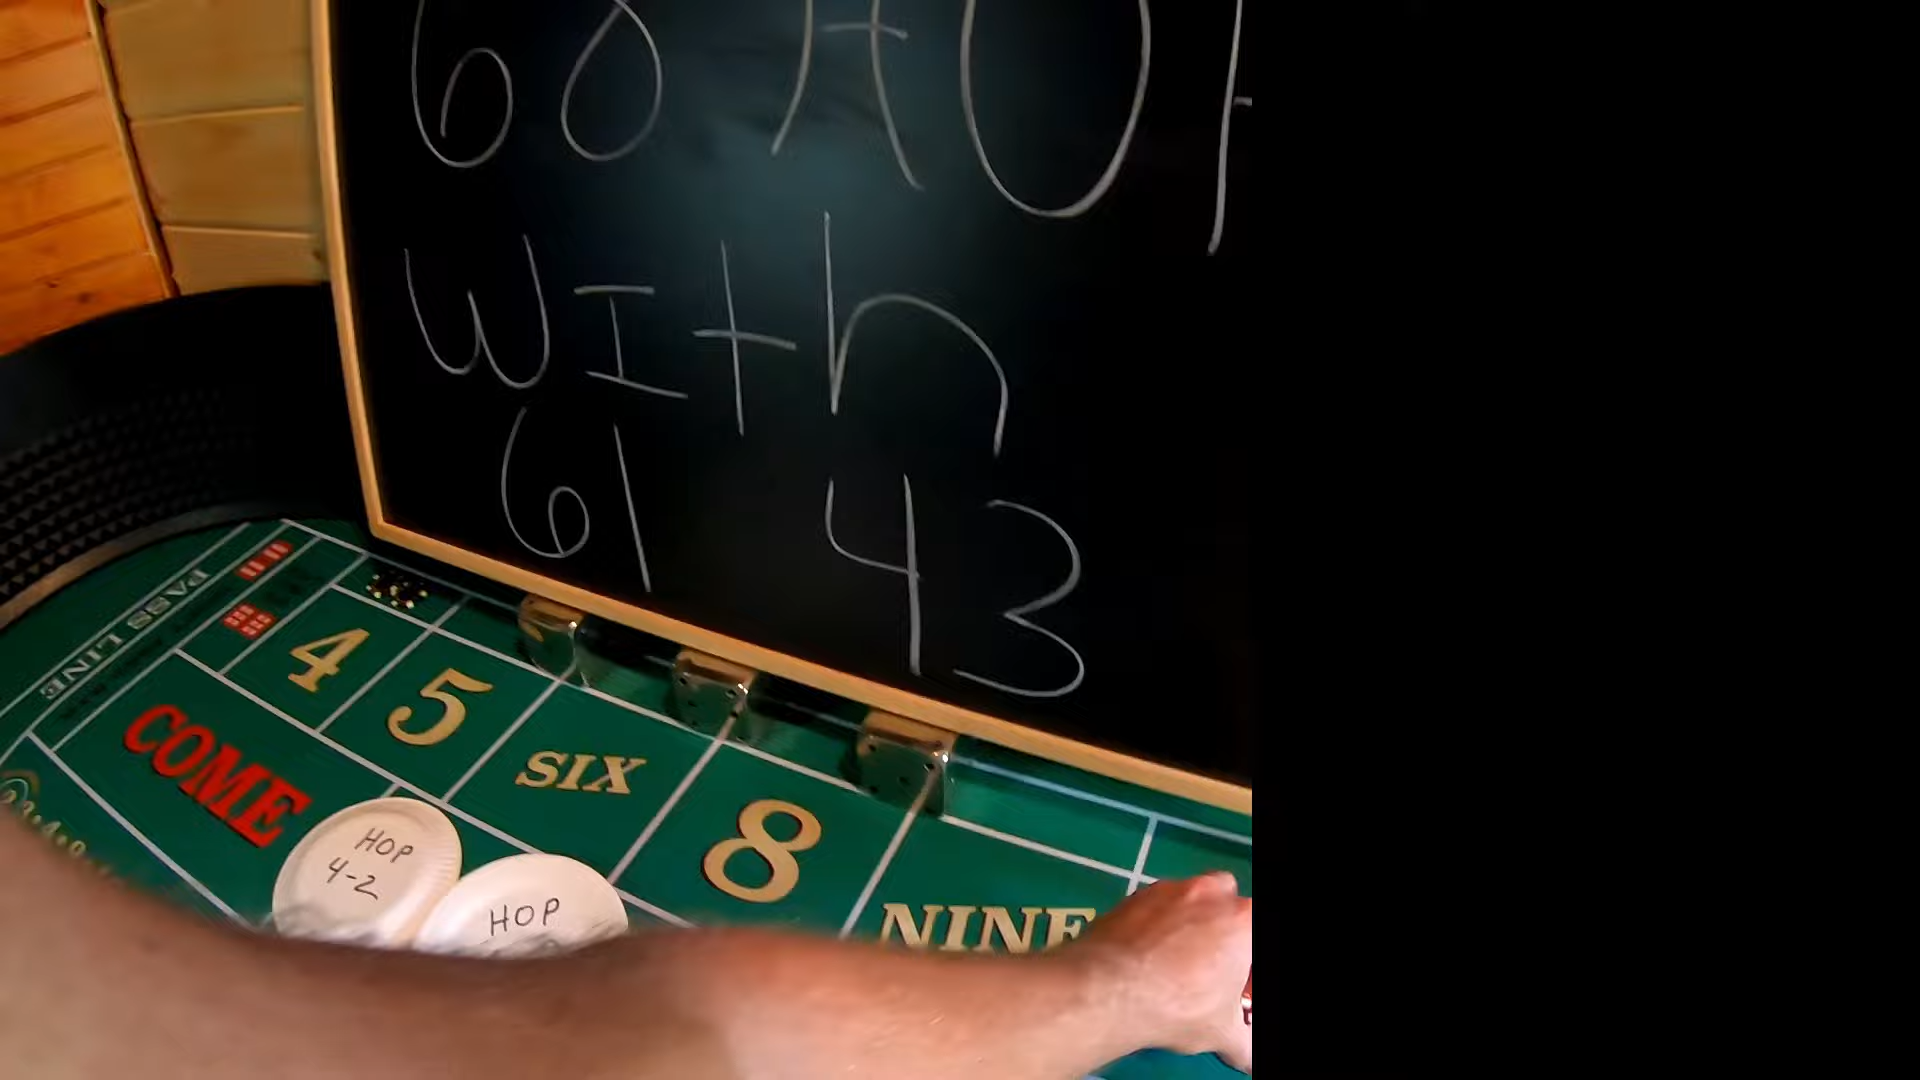 68 HOP
WITh
61 43
PASS LINE
4 5 SIX 8 NINE
COME
HOP
4-2
HOP